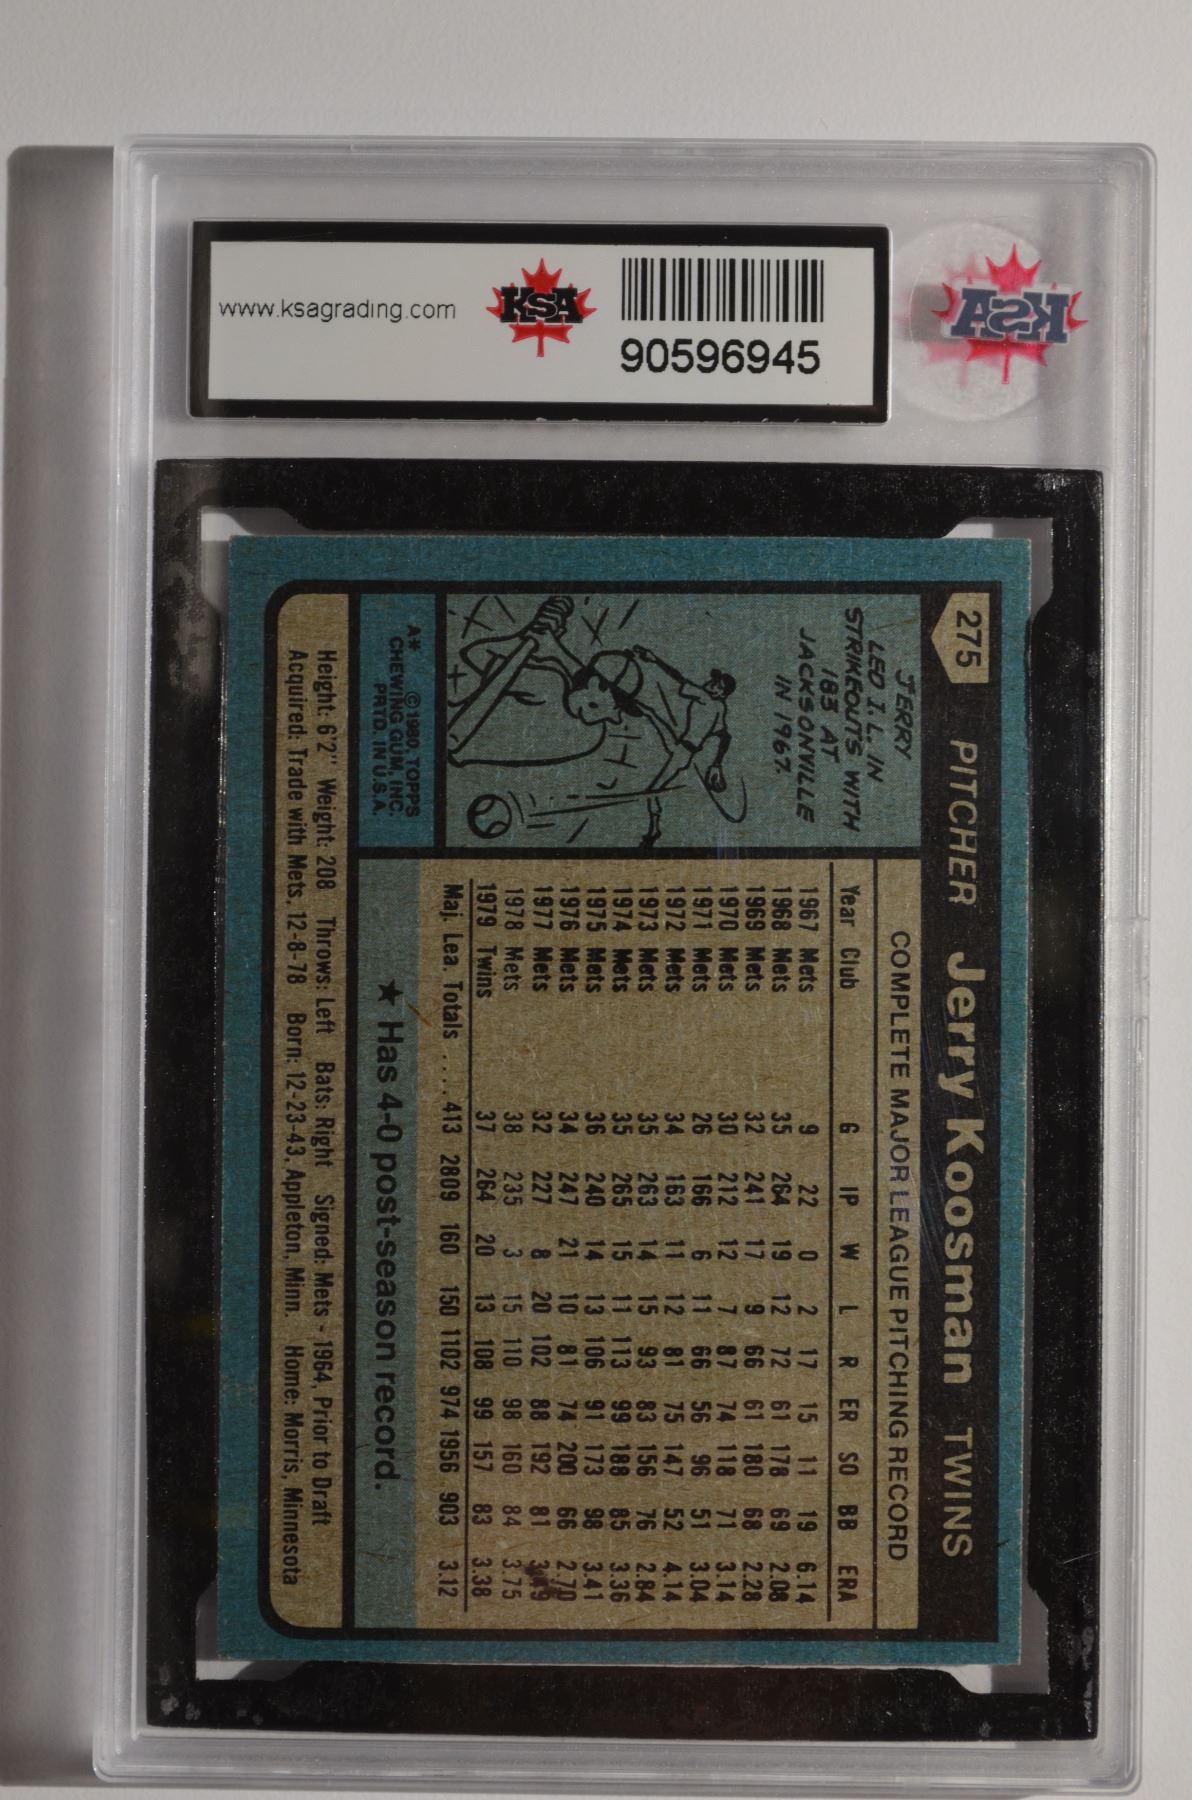 www.ksagrading.com
KSA
90596945
KSA
275 PITCHER Jerry Koosman TWINS
JERRY
LED I.L. IN
STRIKEOUTS WITH
183 AT
JACKSONVILLE
IN 1967.
A* ©1980 TOPPS
CHEWING GUM, INC.
PRTD. IN U.S.A.
COMPLETE MAJOR LEAGUE PITCHING RECORD
Year Club G IP W L R ER SO BB ERA
1967 Mets 9 22 0 2 17 15 11 19 6.14
1968 Mets 35 264 19 12 72 61 178 69 2.08
1969 Mets 32 241 17 9 66 61 180 68 2.28
1970 Mets 30 212 12 7 87 74 118 71 3.14
1971 Mets 26 166 6 11 66 56 96 51 3.04
1972 Mets 34 163 11 12 81 75 147 52 4.14
1973 Mets 35 263 14 15 93 83 156 76 2.84
1974 Mets 35 265 15 11 113 99 188 85 3.36
1975 Mets 36 240 14 13 106 91 173 98 3.41
1976 Mets 34 247 21 10 81 74 200 66 2.70
1977 Mets 32 227 8 20 102 88 192 81
1978 Mets 38 235 3 15 110 98 160 84 3.75
1979 Twins 37 264 20 13 108 99 157 83 3.38
Maj. Lea. Totals .... 413 2809 160 150 1102 974 1956 903 3.12
★ Has 4-0 post-season record.
Height: 6'2" Weight: 208 Throws: Left Bats: Right Signed: Mets - 1964, Prior to Draft
Acquired: Trade with Mets, 12-8-78 Born: 12-23-43, Appleton, Minn. Home: Morris, Minnesota